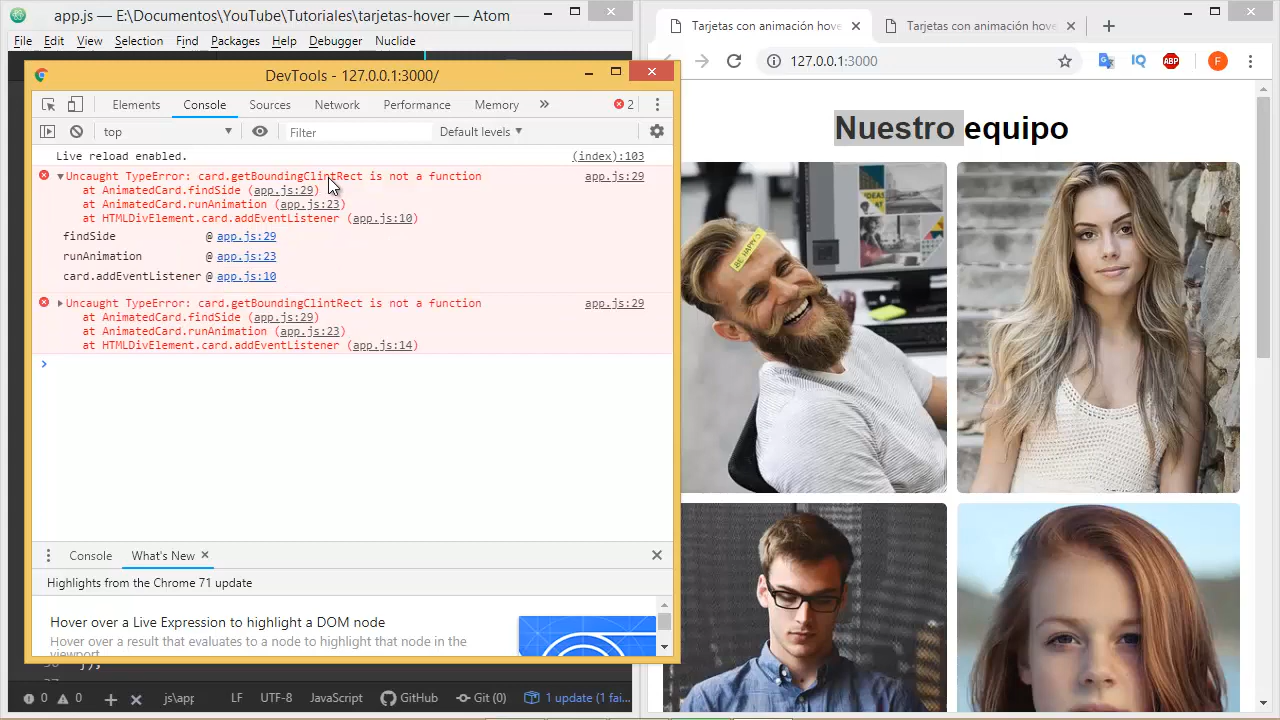 app.js — E:\Documentos\YouTube\Tutoriales\tarjetas-hover — Atom
File Edit View Selection Find Packages Help Debugger Nuclide
DevTools - 127.0.0.1:3000/
Elements Console Sources Network Performance Memory » 2
top Filter Default levels ▼
Live reload enabled. (index):103
Uncaught TypeError: card.getBoundingClintRect is not a function app.js:29
at AnimatedCard.findSide (app.js:29)
at AnimatedCard.runAnimation (app.js:23)
at HTMLDivElement.card.addEventListener (app.js:10)
findSide @ app.js:29
runAnimation @ app.js:23
card.addEventListener @ app.js:10
Uncaught TypeError: card.getBoundingClintRect is not a function app.js:29
at AnimatedCard.findSide (app.js:29)
at AnimatedCard.runAnimation (app.js:23)
at HTMLDivElement.card.addEventListener (app.js:14)
Console What's New
Highlights from the Chrome 71 update
Hover over a Live Expression to highlight a DOM node
Hover over a result that evaluates to a node to highlight that node in the
viewport.
0 0 js\app LF UTF-8 JavaScript GitHub Git (0) 1 update (1 fai...
Tarjetas con animación hove
Tarjetas con animación hove
127.0.0.1:3000
IQ ABP F
Nuestro equipo
BE HAPPY